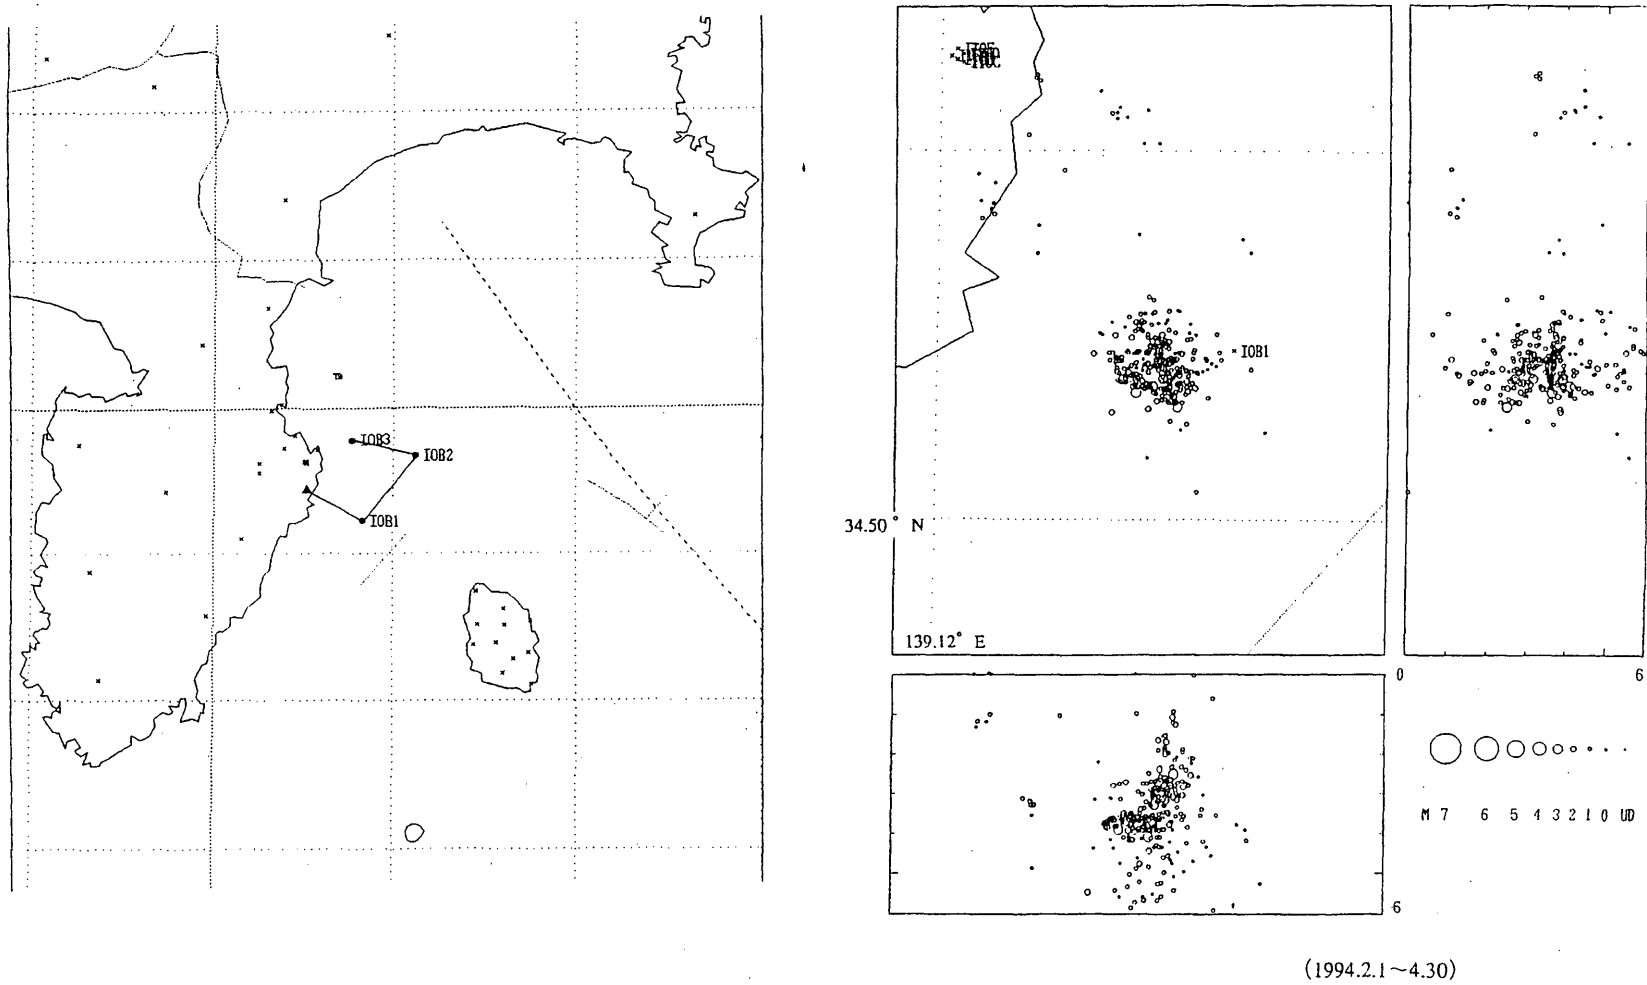 IOB3
IOB2
IOB1
IOB1
34.50° N
139.12° E
0
6
6
M 7 6 5 4 3 2 1 0 UD
(1994.2.1～4.30)